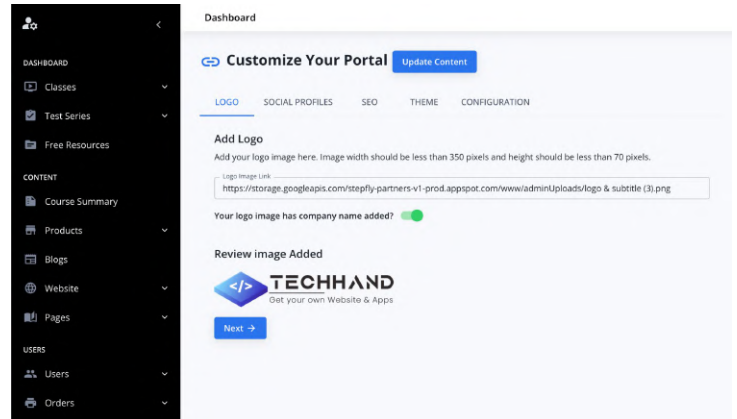 DASHBOARD
Classes
Test Series
Free Resources
CONTENT
Course Summary
Products
Blogs
Website
Pages
USERS
Users
Orders
Dashboard
Customize Your Portal
Update Content
LOGO SOCIAL PROFILES SEO THEME CONFIGURATION
Add Logo
Add your logo image here. Image width should be less than 350 pixels and height should be less than 70 pixels.
Logo Image Link
https://storage.googleapis.com/stepfly-partners-v1-prod.appspot.com/www/adminUploads/logo & subtitle (3).png
Your logo image has company name added?
Review image Added
</> TECHHAND
Get your own Website & Apps
Next →